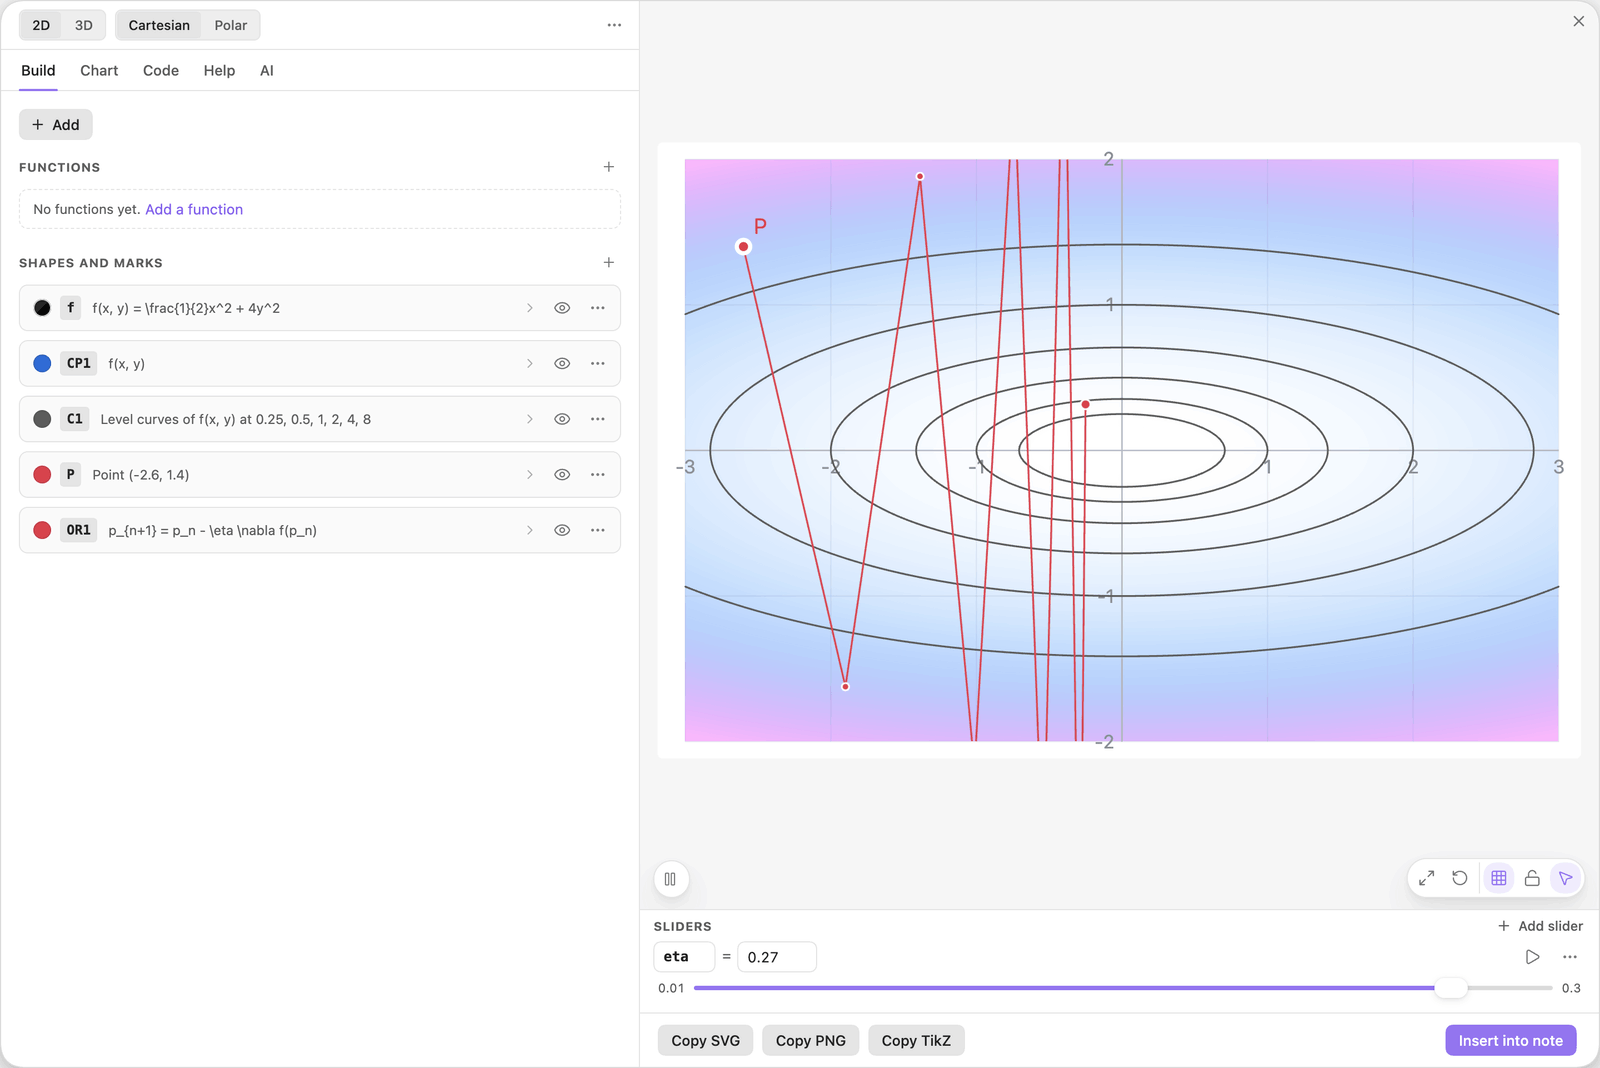 2D 3D Cartesian Polar
Build Chart Code Help AI
+ Add
FUNCTIONS
No functions yet. Add a function
SHAPES AND MARKS
f f(x, y) = \frac{1}{2}x^2 + 4y^2
CP1 f(x, y)
C1 Level curves of f(x, y) at 0.25, 0.5, 1, 2, 4, 8
P Point (-2.6, 1.4)
OR1 p_{n+1} = p_n - \eta \nabla f(p_n)
2
P
1
-3 -2 -1 1 2 3
-1
-2
SLIDERS + Add slider
eta = 0.27
0.01 0.3
Copy SVG Copy PNG Copy TikZ Insert into note